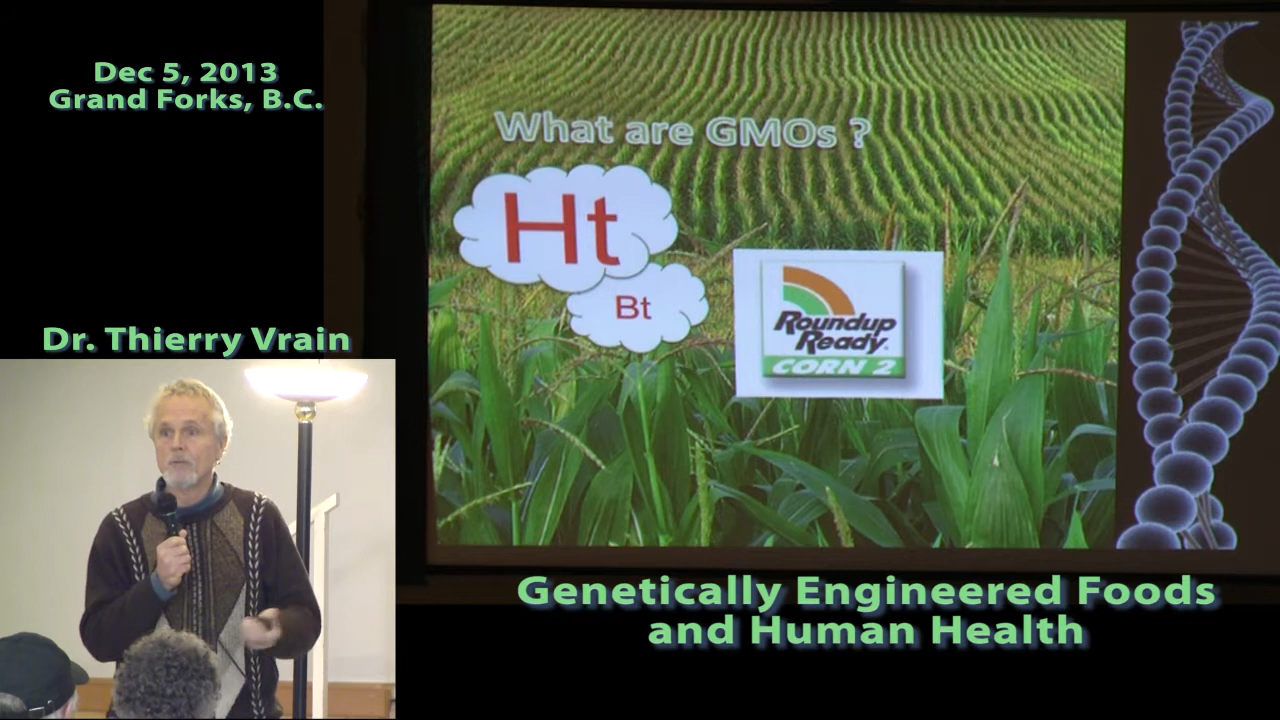 Dec 5, 2013
Grand Forks, B.C.
What are GMOs ?
Ht
Bt
Roundup
Ready
CORN 2
Dr. Thierry Vrain
Genetically Engineered Foods
and Human Health